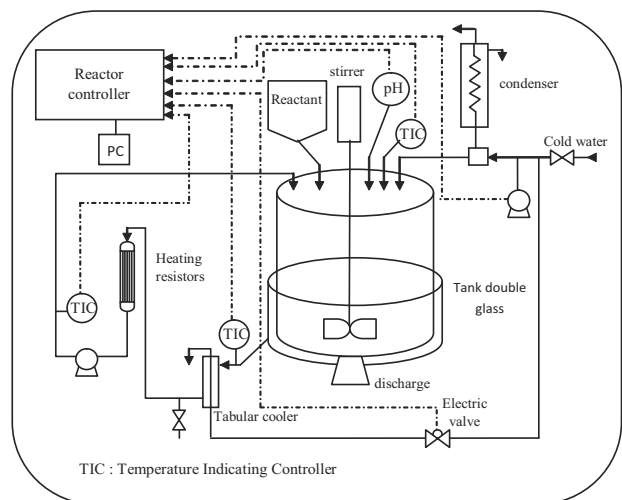 Reactor
controller
PC
Reactant
stirrer
pH
TIC
condenser
Cold water
Heating
resistors
TIC
TIC
Tank double
glass
discharge
Tabular cooler
Electric
valve
TIC : Temperature Indicating Controller